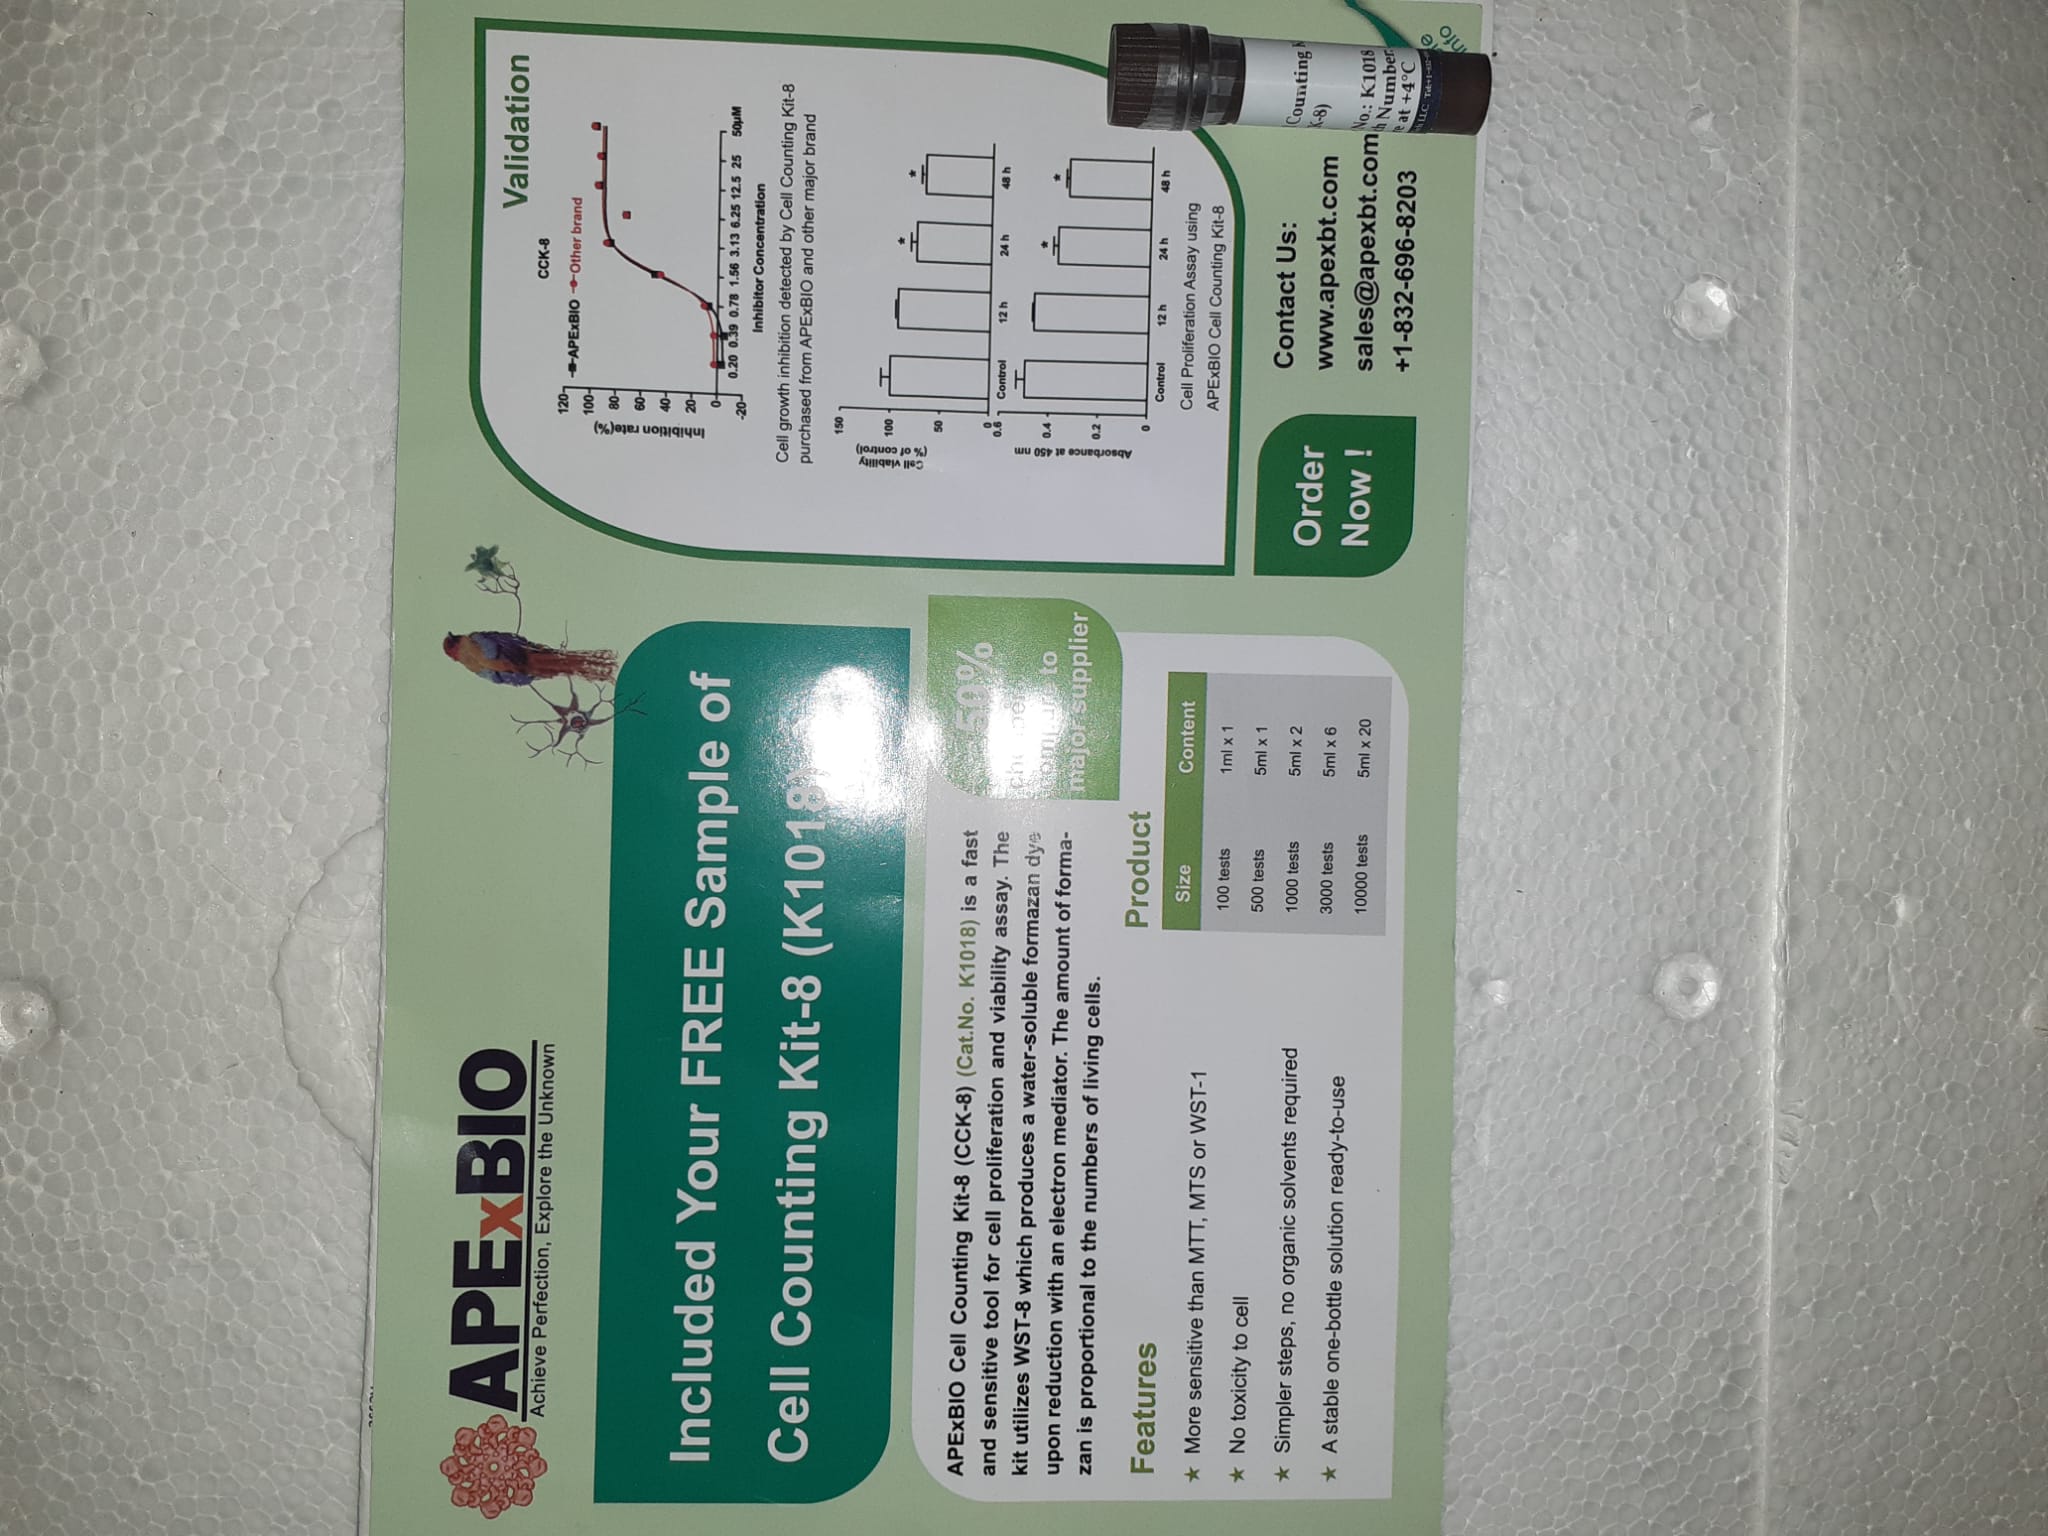 APExBIO
Achieve Perfection, Explore the Unknown
Included Your FREE Sample of
Cell Counting Kit-8 (K1018)
APExBIO Cell Counting Kit-8 (CCK-8) (Cat.No. K1018) is a fast
and sensitive tool for cell proliferation and viability assay. The
kit utilizes WST-8 which produces a water-soluble formazan dye
upon reduction with an electron mediator. The amount of forma-
zan is proportional to the numbers of living cells.
50%
to
major supplier
Features
★ More sensitive than MTT, MTS or WST-1
★ No toxicity to cell
★ Simpler steps, no organic solvents required
★ A stable one-bottle solution ready-to-use
Product
Size Content
100 tests 1ml x 1
500 tests 5ml x 1
1000 tests 5ml x 2
3000 tests 5ml x 6
10000 tests 5ml x 20
Validation
CCK-8
APExBIO Other brand
Inhibition rate(%)
120
100
80
60
40
20
0
-20
0.20 0.39 0.78 1.56 3.13 6.25 12.5 25 50µM
Inhibitor Concentration
Cell growth inhibition detected by Cell Counting Kit-8
purchased from APExBIO and other major brand
Cell viability
(% of control)
150
100
50
0
Control 12 h 24 h 48 h
* *
Absorbance at 450 nm
0.6
0.4
0.2
0
Control 12 h 24 h 48 h
* *
Cell Proliferation Assay using
APExBIO Cell Counting Kit-8
Order
Now !
Contact Us:
www.apexbt.com
sales@apexbt.com
+1-832-696-8203
Counting K
K-8)
No.: K1018
h Number
e at +4°C
LLC
info